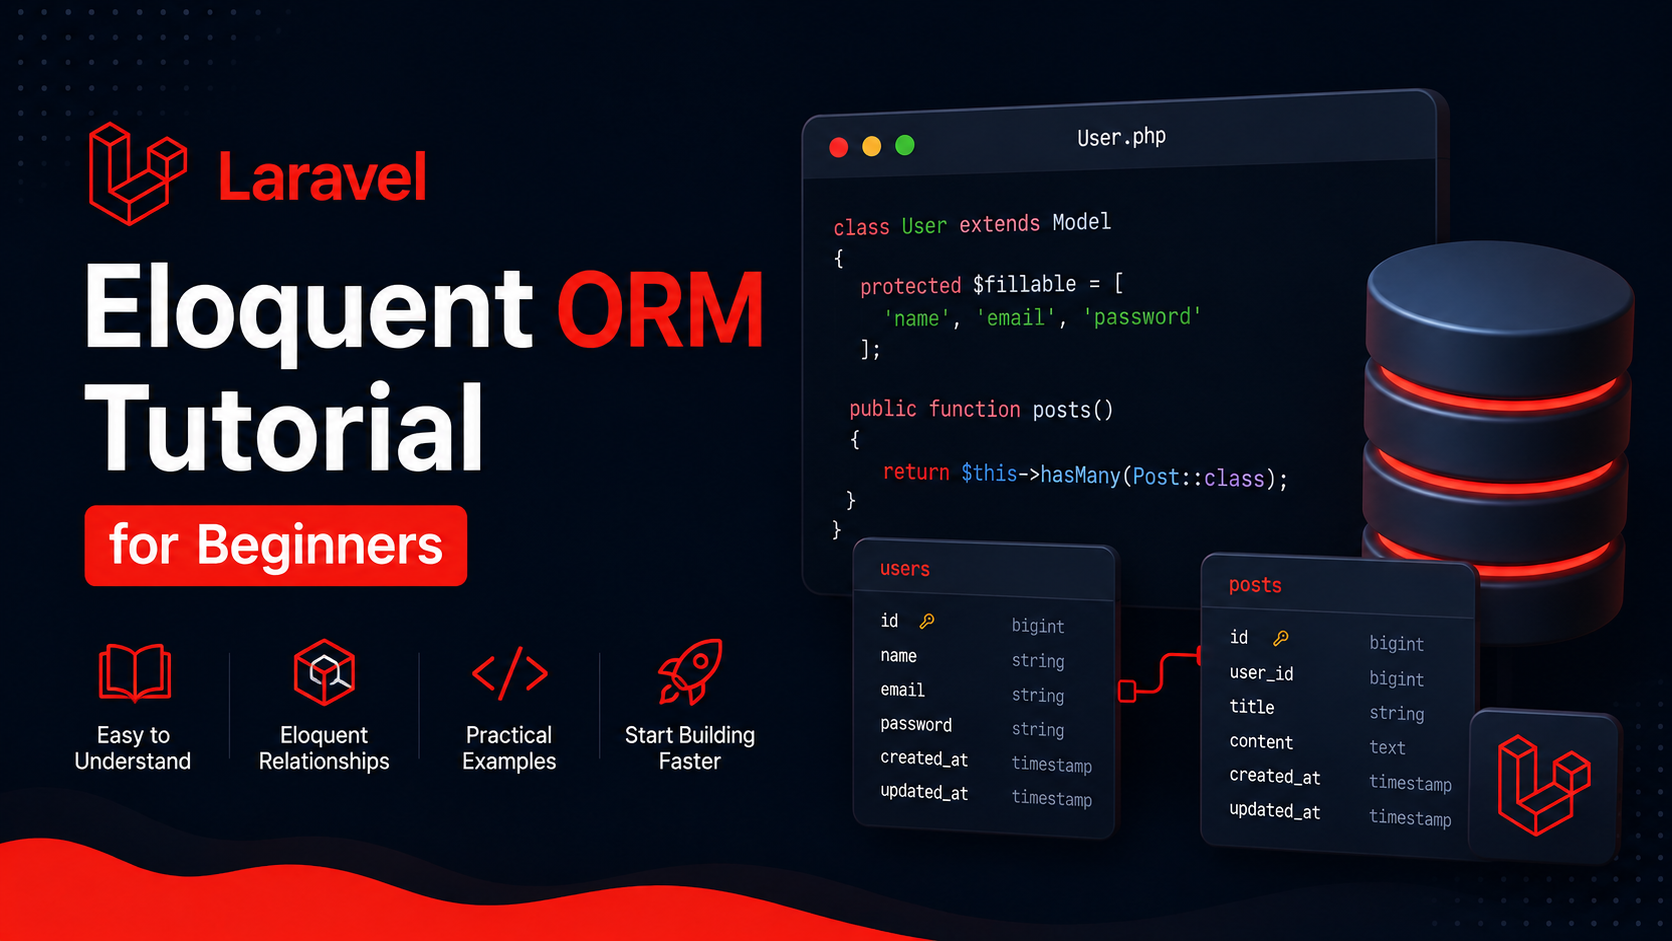 Laravel
Eloquent ORM
Tutorial
for Beginners
Easy to
Understand
Eloquent
Relationships
Practical
Examples
Start Building
Faster
User.php
class User extends Model
{
protected $fillable = [
'name', 'email', 'password'
];
public function posts()
{
return $this->hasMany(Post::class);
}
}
users
id bigint
name string
email string
password string
created_at timestamp
updated_at timestamp
posts
id bigint
user_id bigint
title string
content text
created_at timestamp
updated_at timestamp